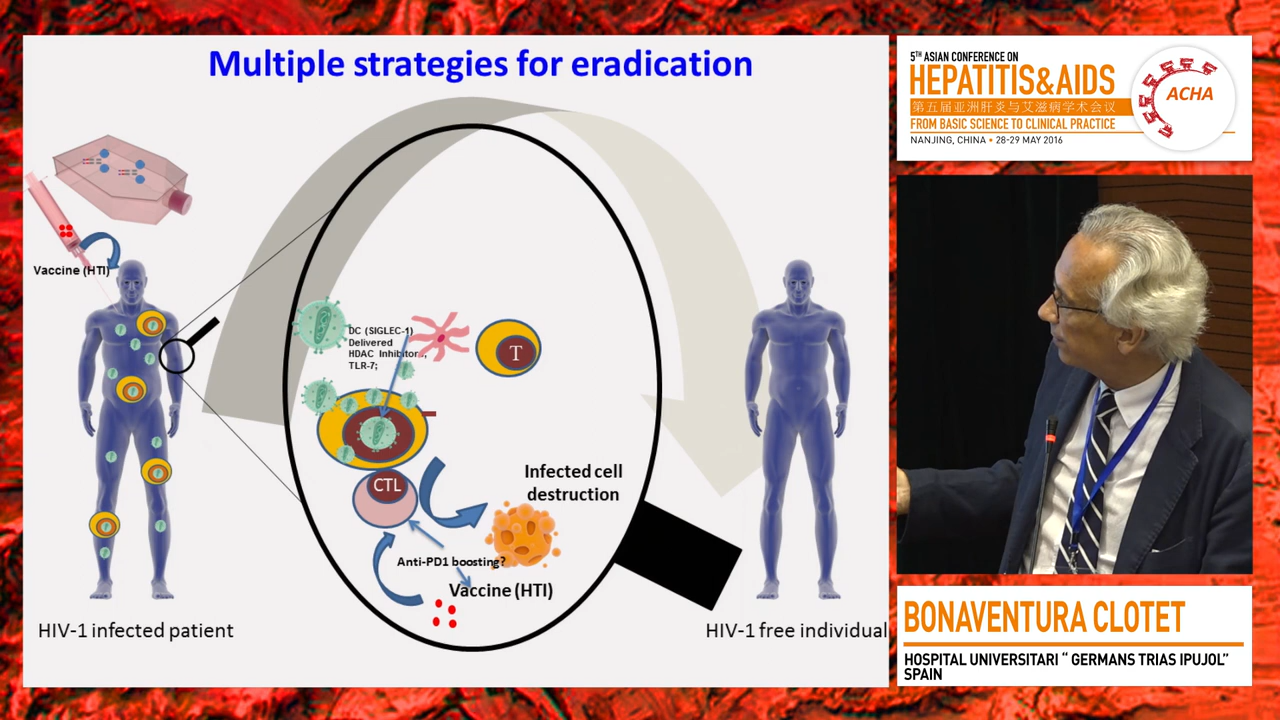 Multiple strategies for eradication
Vaccine (HTI)
DC (SIGLEC-1)
Delivered
HDAC Inhibitors,
TLR-7;
T
CTL
Infected cell
destruction
Anti-PD1 boosting?
Vaccine (HTI)
HIV-1 infected patient
HIV-1 free individual
5TH ASIAN CONFERENCE ON
HEPATITIS&AIDS
第五届亚洲肝炎与艾滋病学术会议
FROM BASIC SCIENCE TO CLINICAL PRACTICE
NANJING, CHINA • 28-29 MAY 2016
ACHA
BONAVENTURA CLOTET
HOSPITAL UNIVERSITARI “ GERMANS TRIAS IPUJOL”
SPAIN